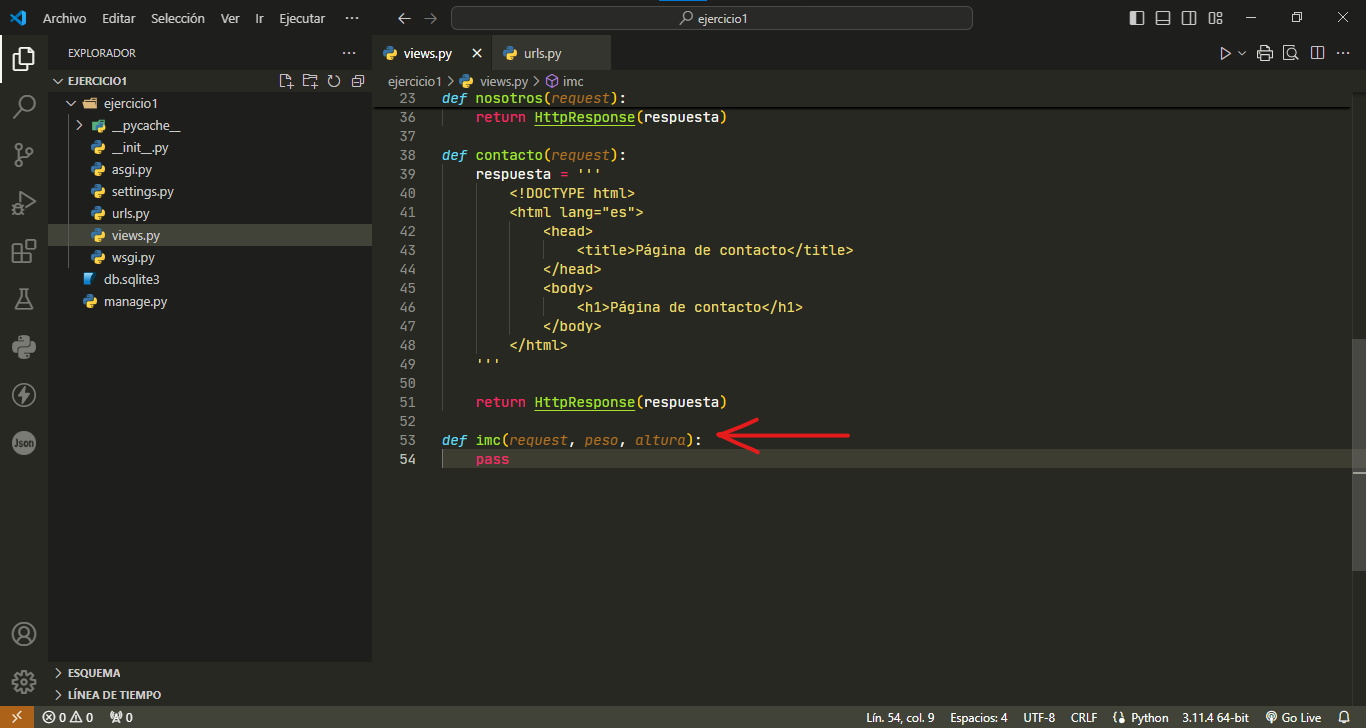 Archivo Editar Selección Ver Ir Ejecutar ··· ejercicio1
EXPLORADOR ···
EJERCICIO1
ejercicio1
__pycache__
__init__.py
asgi.py
settings.py
urls.py
views.py
wsgi.py
db.sqlite3
manage.py
ESQUEMA
LÍNEA DE TIEMPO
Json
views.py urls.py
ejercicio1 > views.py > imc
23 def nosotros(request):
36 return HttpResponse(respuesta)
37
38 def contacto(request):
39 respuesta = '''
40 <!DOCTYPE html>
41 <html lang="es">
42 <head>
43 <title>Página de contacto</title>
44 </head>
45 <body>
46 <h1>Página de contacto</h1>
47 </body>
48 </html>
49 '''
50
51 return HttpResponse(respuesta)
52
53 def imc(request, peso, altura):
54 pass
0 0 0 Lín. 54, col. 9 Espacios: 4 UTF-8 CRLF Python 3.11.4 64-bit Go Live